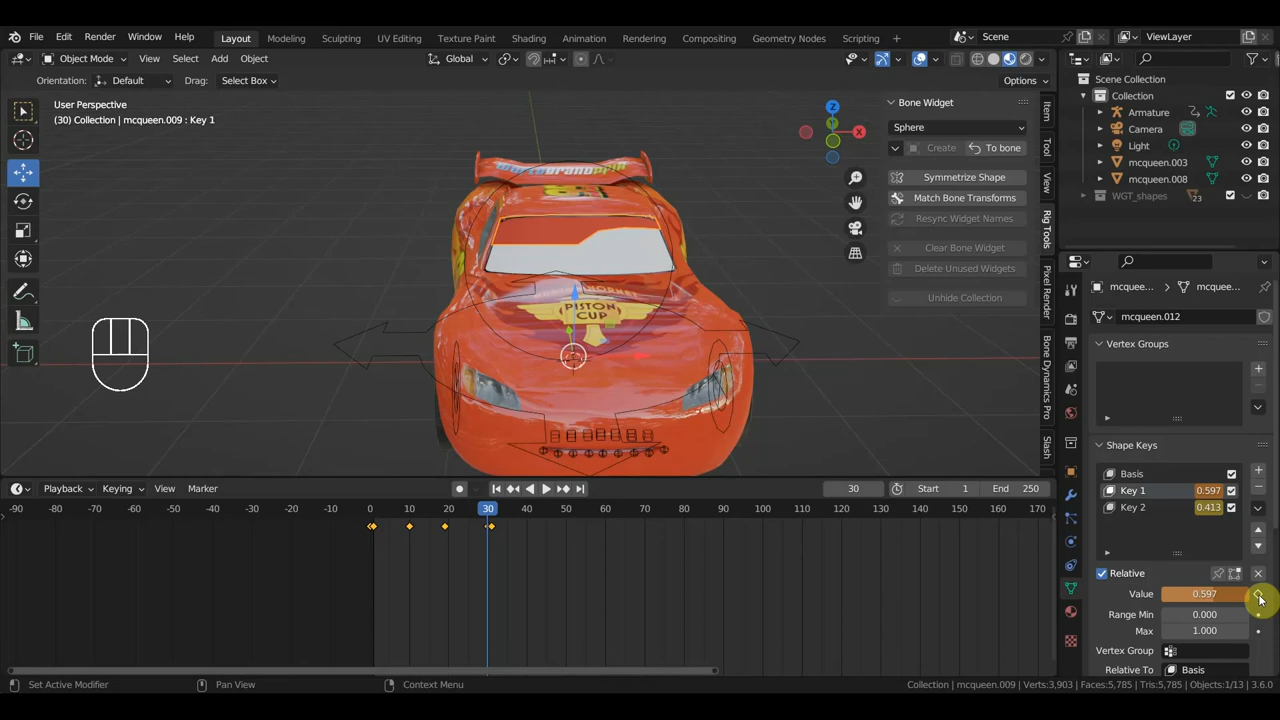 File Edit Render Window Help Layout Modeling Sculpting UV Editing Texture Paint Shading Animation Rendering Compositing Geometry Nodes Scripting + Scene ViewLayer
Object Mode View Select Add Object Global
Orientation: Default Drag: Select Box Options
User Perspective
(30) Collection | mcqueen.009 : Key 1
Bone Widget
Sphere
Create To bone
Symmetrize Shape
Match Bone Transforms
Resync Widget Names
Clear Bone Widget
Delete Unused Widgets
Unhide Collection
Z
X
Item
Tool
View
Rig Tools
Pixel Render
Bone Dynamics Pro
Slash
PISTON
CUP
Scene Collection
Collection
Armature
Camera
Light
mcqueen.003
mcqueen.008
WGT_shapes 23
mcquee... > mcquee...
mcqueen.012
Vertex Groups
Shape Keys
Basis
Key 1 0.597
Key 2 0.413
Relative
Value 0.597
Range Min 0.000
Max 1.000
Vertex Group
Relative To Basis
Playback Keying View Marker 30 Start 1 End 250
-90 -80 -70 -60 -50 -40 -30 -20 -10 0 10 20 30 40 50 60 70 80 90 100 110 120 130 140 150 160 170
Set Active Modifier Pan View Context Menu Collection | mcqueen.009 | Verts:3,903 | Faces:5,785 | Tris:5,785 | Objects:1/13 | 3.6.0